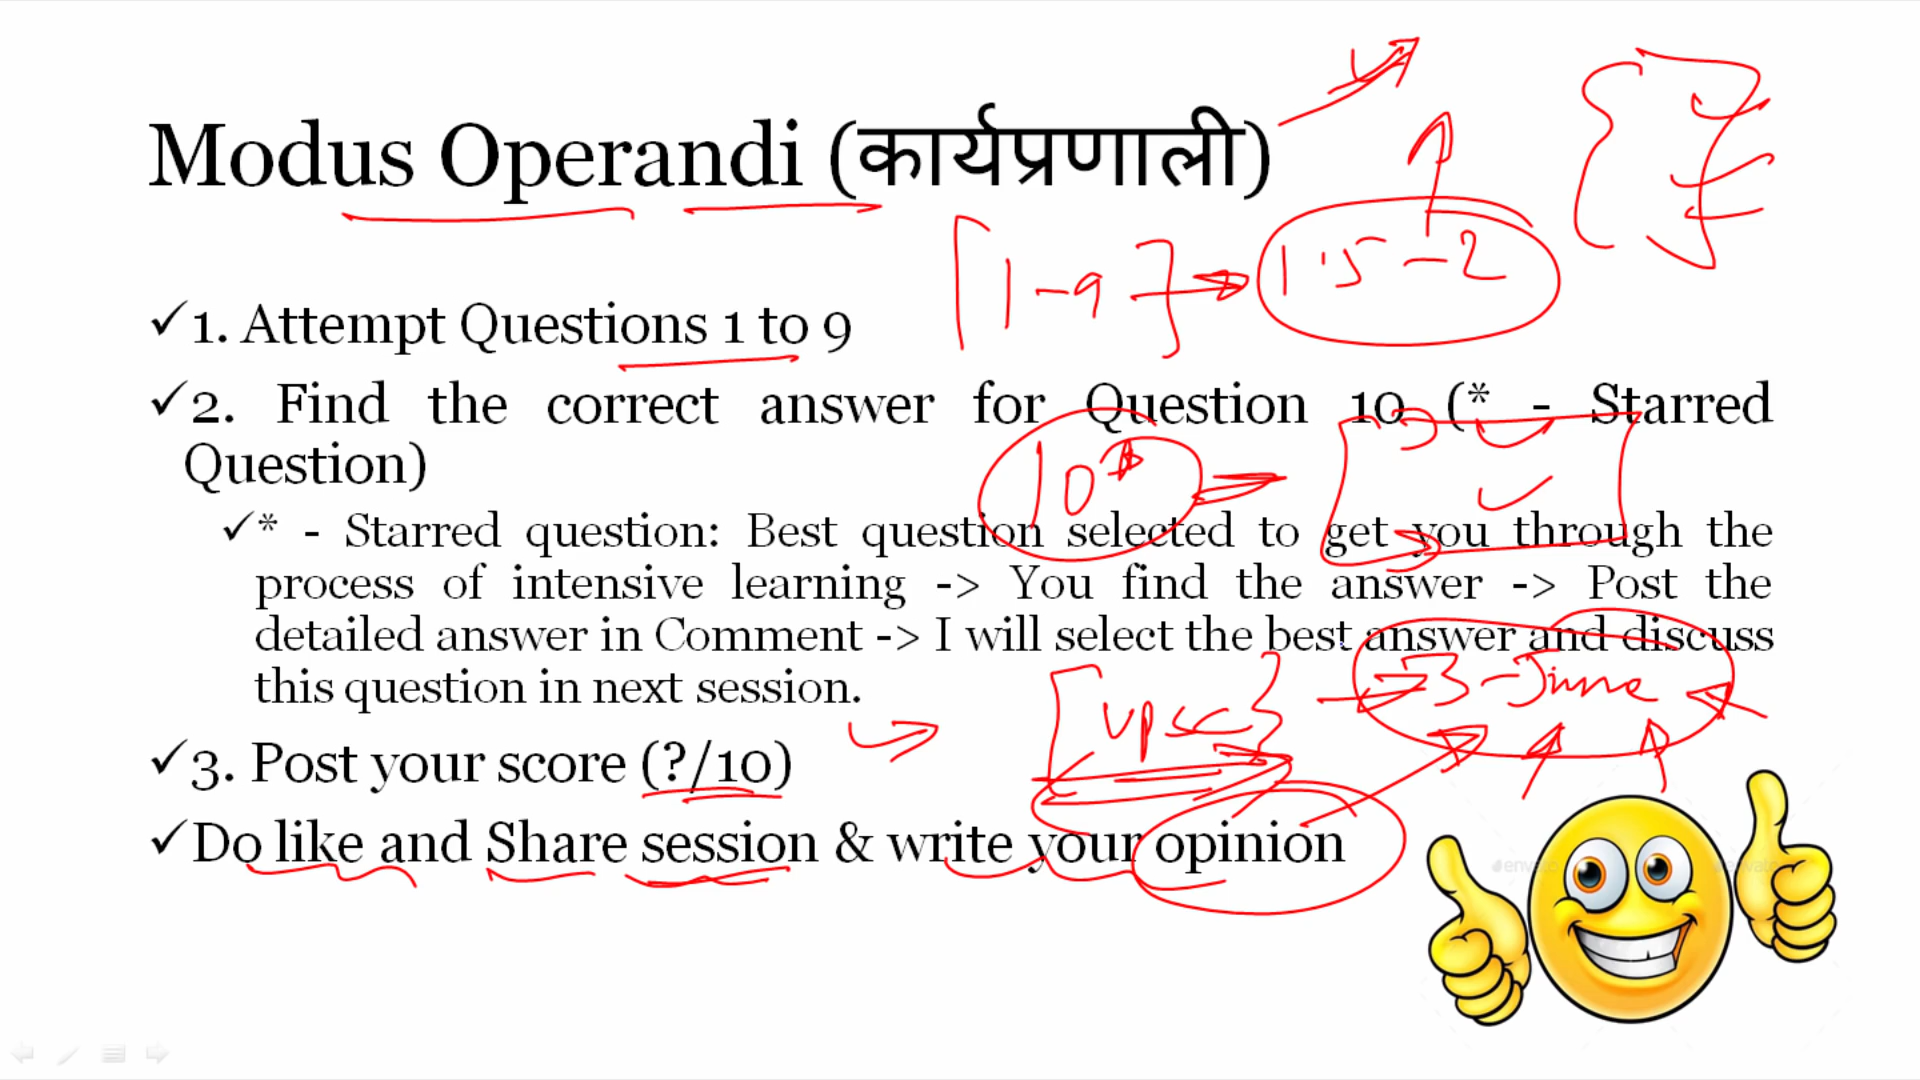 Modus Operandi (कार्यप्रणाली)
[1-9] → 1.5-2
✓1. Attempt Questions 1 to 9
✓2. Find the correct answer for Question 10 (* - Starred
Question)
10*
✓* - Starred question: Best question selected to get you through the
process of intensive learning -> You find the answer -> Post the
detailed answer in Comment -> I will select the best answer and discuss
this question in next session.
[UPSC} 3-June
✓3. Post your score (?/10)
✓Do like and Share session & write your opinion
envato envato